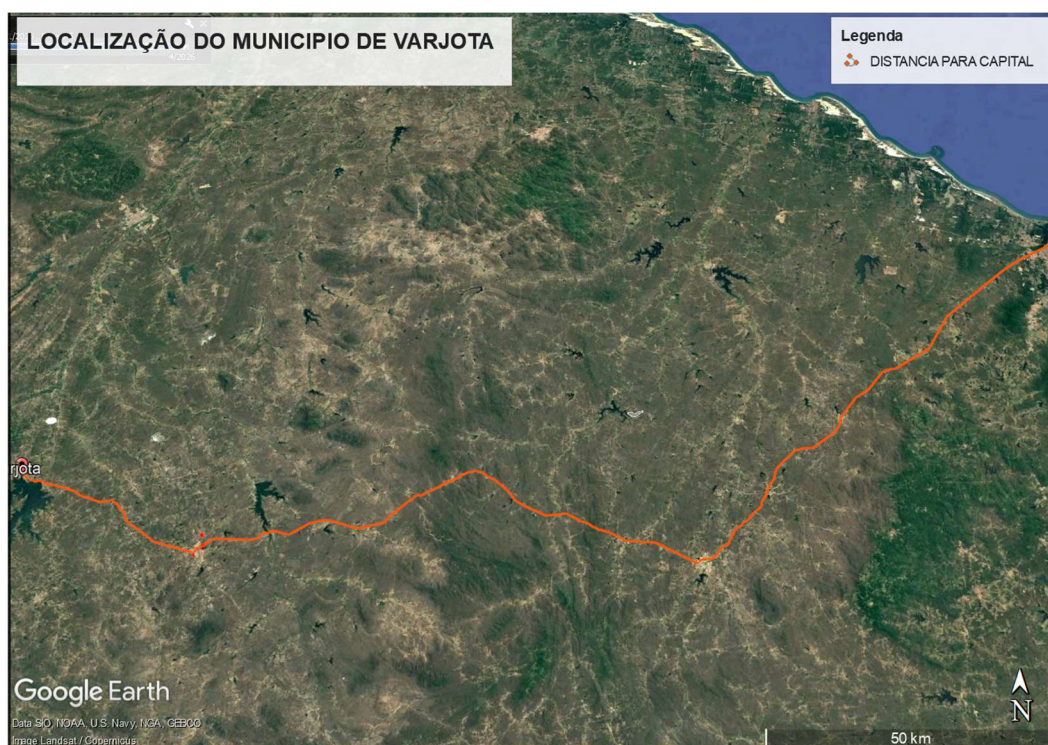 LOCALIZAÇÃO DO MUNICIPIO DE VARJOTA
Legenda
DISTANCIA PARA CAPITAL
rjota
Google Earth
Data SIO, NOAA, U.S. Navy, NGA, GEBCO
Image Landsat / Copernicus
N
50 km